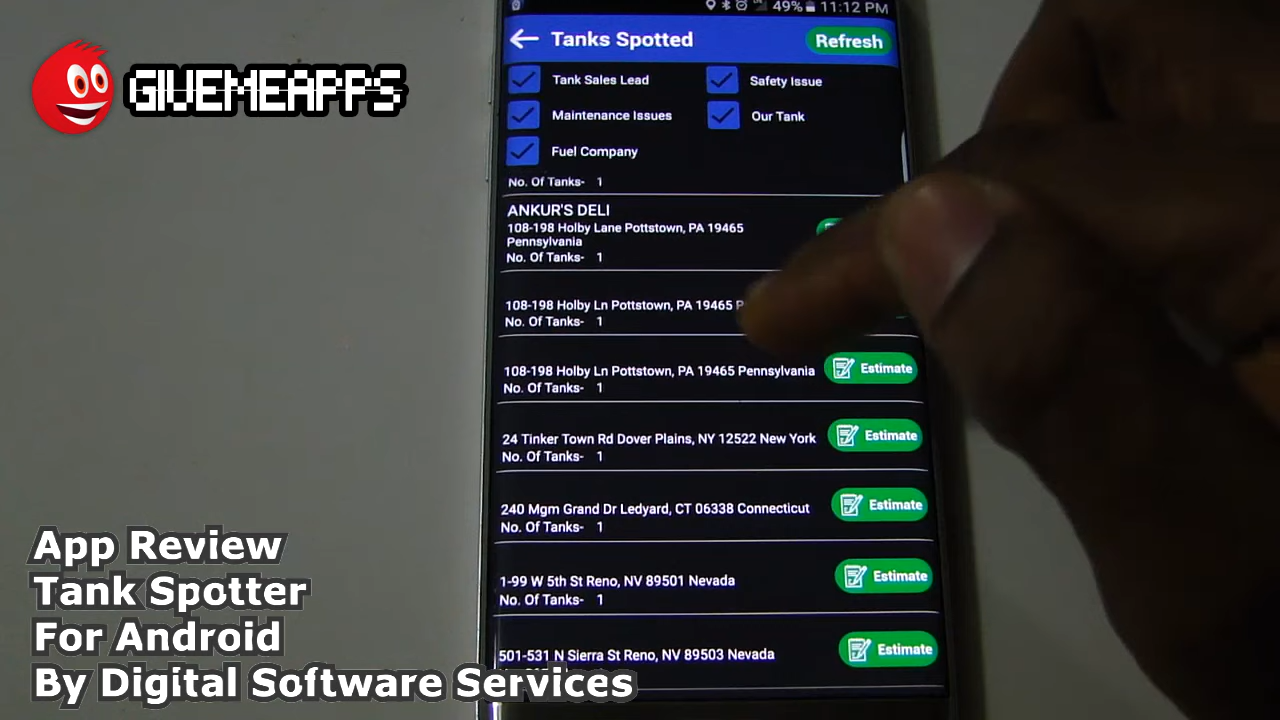 GIVEMEAPPS
49% 11:12 PM
Tanks Spotted Refresh
Tank Sales Lead Safety Issue
Maintenance Issues Our Tank
Fuel Company
No. Of Tanks- 1
ANKUR'S DELI
108-198 Holby Lane Pottstown, PA 19465
Pennsylvania
No. Of Tanks- 1
108-198 Holby Ln Pottstown, PA 19465
No. Of Tanks- 1
108-198 Holby Ln Pottstown, PA 19465 Pennsylvania Estimate
No. Of Tanks- 1
24 Tinker Town Rd Dover Plains, NY 12522 New York Estimate
No. Of Tanks- 1
240 Mgm Grand Dr Ledyard, CT 06338 Connecticut Estimate
No. Of Tanks- 1
1-99 W 5th St Reno, NV 89501 Nevada Estimate
No. Of Tanks- 1
501-531 N Sierra St Reno, NV 89503 Nevada Estimate
App Review
Tank Spotter
For Android
By Digital Software Services